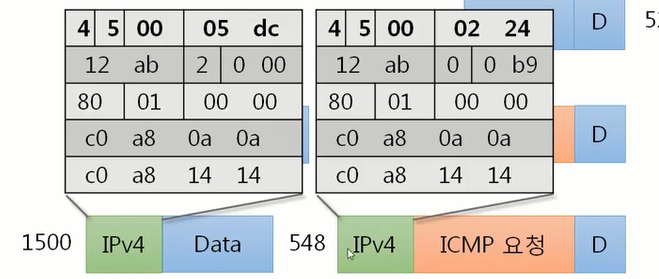 4 5 00 05 dc
12 ab 2 0 00
80 01 00 00
c0 a8 0a 0a
c0 a8 14 14
4 5 00 02 24
12 ab 0 0 b9
80 01 00 00
c0 a8 0a 0a
c0 a8 14 14
D
D
1500 IPv4 Data
548 IPv4 ICMP 요청 D